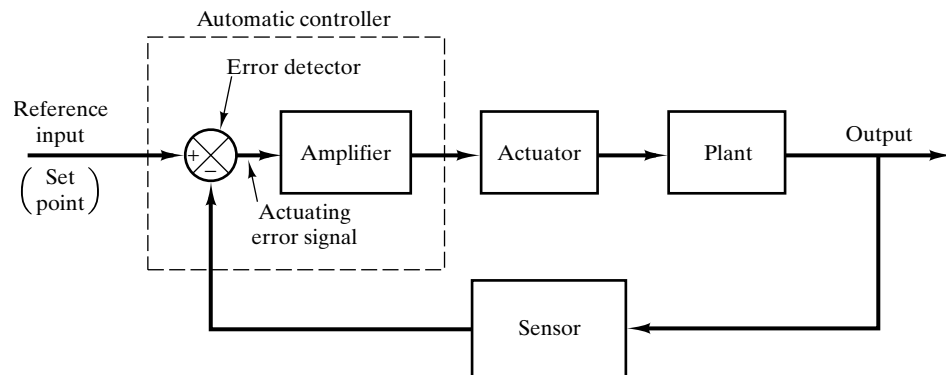 Automatic controller
Error detector
Reference
input
Output
+
Amplifier
Actuator
Plant
−
(Set
point)
Actuating
error signal
Sensor